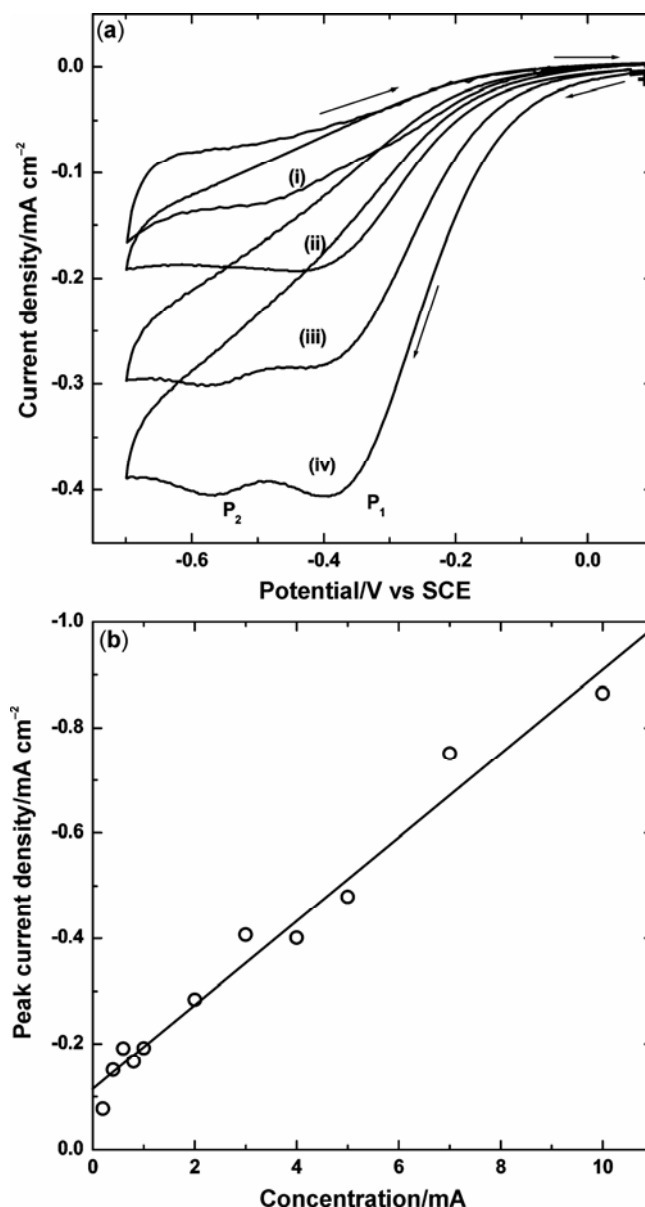 (a)
0.0
-0.1
-0.2
-0.3
-0.4
Current density/mA cm⁻²
(i)
(ii)
(iii)
(iv)
P₂
P₁
-0.6
-0.4
-0.2
0.0
Potential/V vs SCE
(b)
-1.0
-0.8
-0.6
-0.4
-0.2
0.0
Peak current density/mA cm⁻²
0
2
4
6
8
10
Concentration/mA